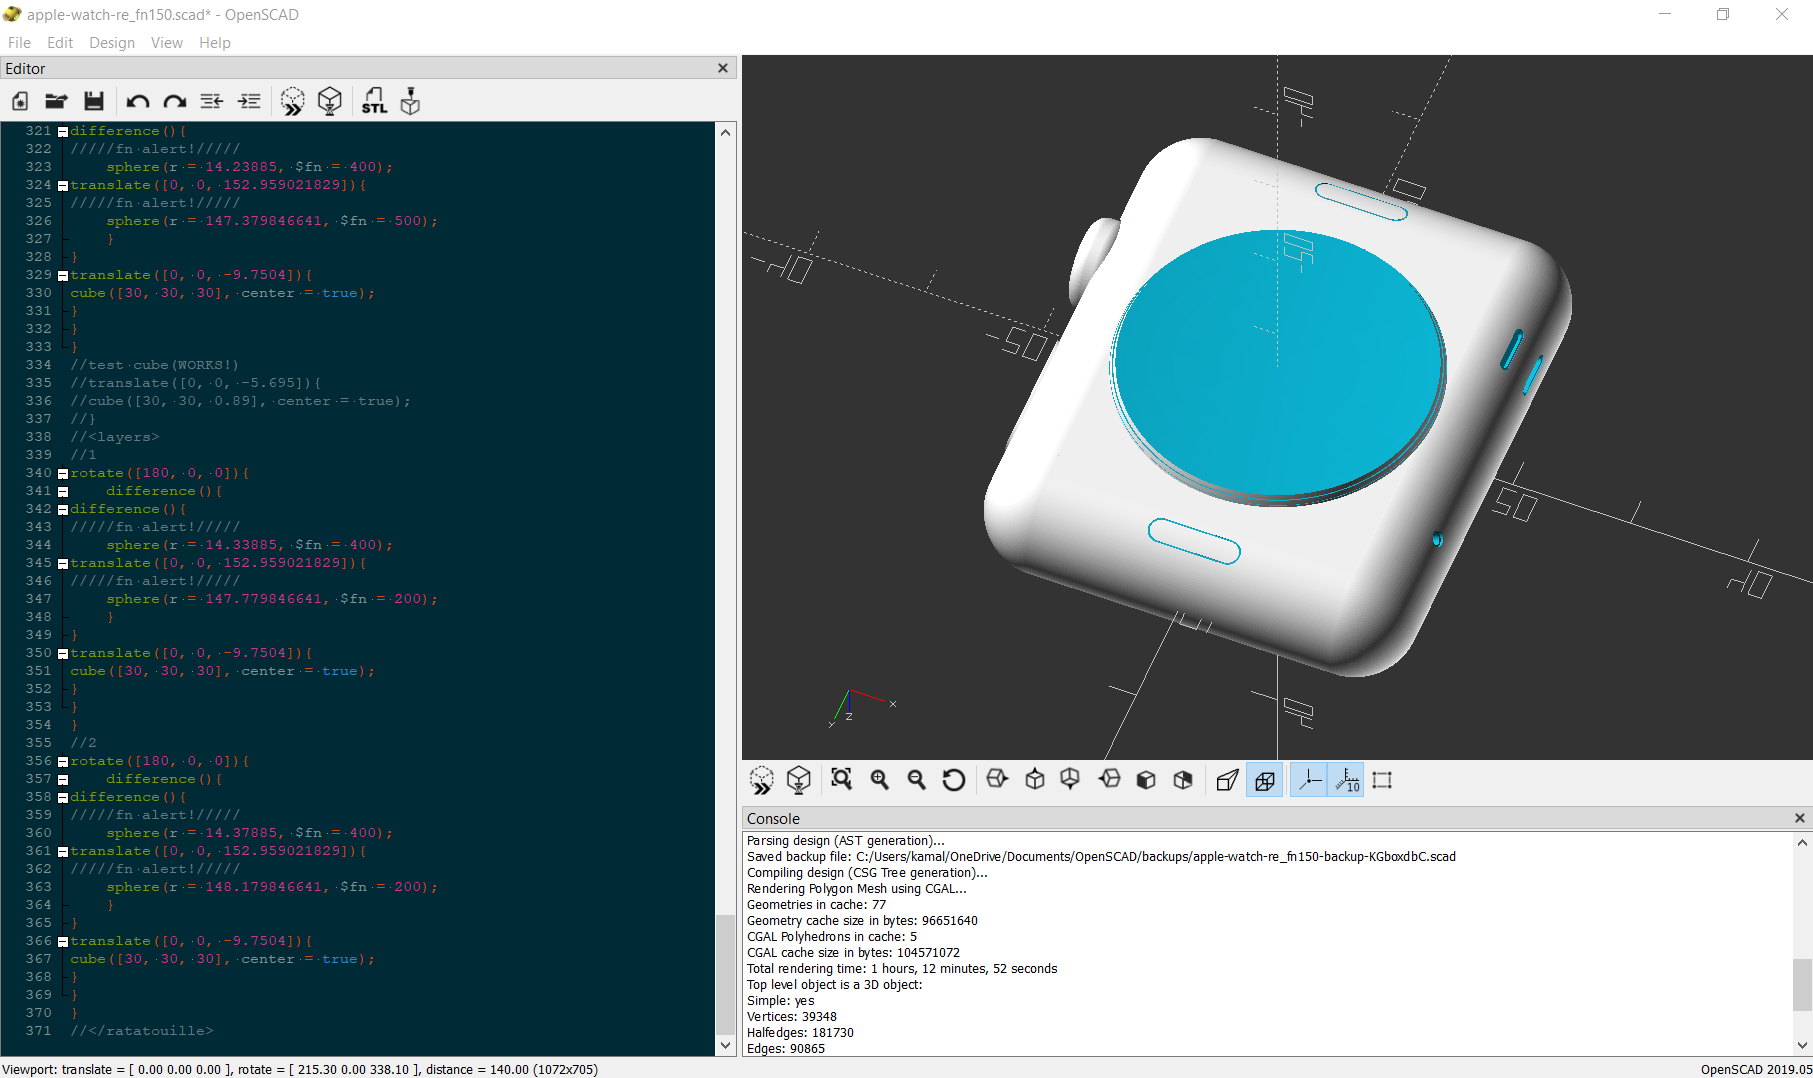 apple-watch-re_fn150.scad* - OpenSCAD
File Edit Design View Help
Editor
STL
321 difference(){
322 /////fn alert!/////
323 sphere(r = 14.23885, $fn = 400);
324 translate([0, 0, 152.959021829]){
325 /////fn alert!/////
326 sphere(r = 147.379846641, $fn = 500);
327 }
328 }
329 translate([0, 0, -9.7504]){
330 cube([30, 30, 30], center = true);
331 }
332 }
333 }
334 //test cube(WORKS!)
335 //translate([0, 0, -5.695]){
336 //cube([30, 30, 0.89], center = true);
337 //}
338 //<layers>
339 //1
340 rotate([180, 0, 0]){
341 difference(){
342 difference(){
343 /////fn alert!/////
344 sphere(r = 14.33885, $fn = 400);
345 translate([0, 0, 152.959021829]){
346 /////fn alert!/////
347 sphere(r = 147.779846641, $fn = 200);
348 }
349 }
350 translate([0, 0, -9.7504]){
351 cube([30, 30, 30], center = true);
352 }
353 }
354 }
355 //2
356 rotate([180, 0, 0]){
357 difference(){
358 difference(){
359 /////fn alert!/////
360 sphere(r = 14.37885, $fn = 400);
361 translate([0, 0, 152.959021829]){
362 /////fn alert!/////
363 sphere(r = 148.179846641, $fn = 200);
364 }
365 }
366 translate([0, 0, -9.7504]){
367 cube([30, 30, 30], center = true);
368 }
369 }
370 }
371 //</ratatouille>
x
y
z
10
Console
Parsing design (AST generation)...
Saved backup file: C:/Users/kamal/OneDrive/Documents/OpenSCAD/backups/apple-watch-re_fn150-backup-KGboxdbC.scad
Compiling design (CSG Tree generation)...
Rendering Polygon Mesh using CGAL...
Geometries in cache: 77
Geometry cache size in bytes: 96651640
CGAL Polyhedrons in cache: 5
CGAL cache size in bytes: 104571072
Total rendering time: 1 hours, 12 minutes, 52 seconds
Top level object is a 3D object:
Simple: yes
Vertices: 39348
Halfedges: 181730
Edges: 90865
Viewport: translate = [ 0.00 0.00 0.00 ], rotate = [ 215.30 0.00 338.10 ], distance = 140.00 (1072x705)
OpenSCAD 2019.05